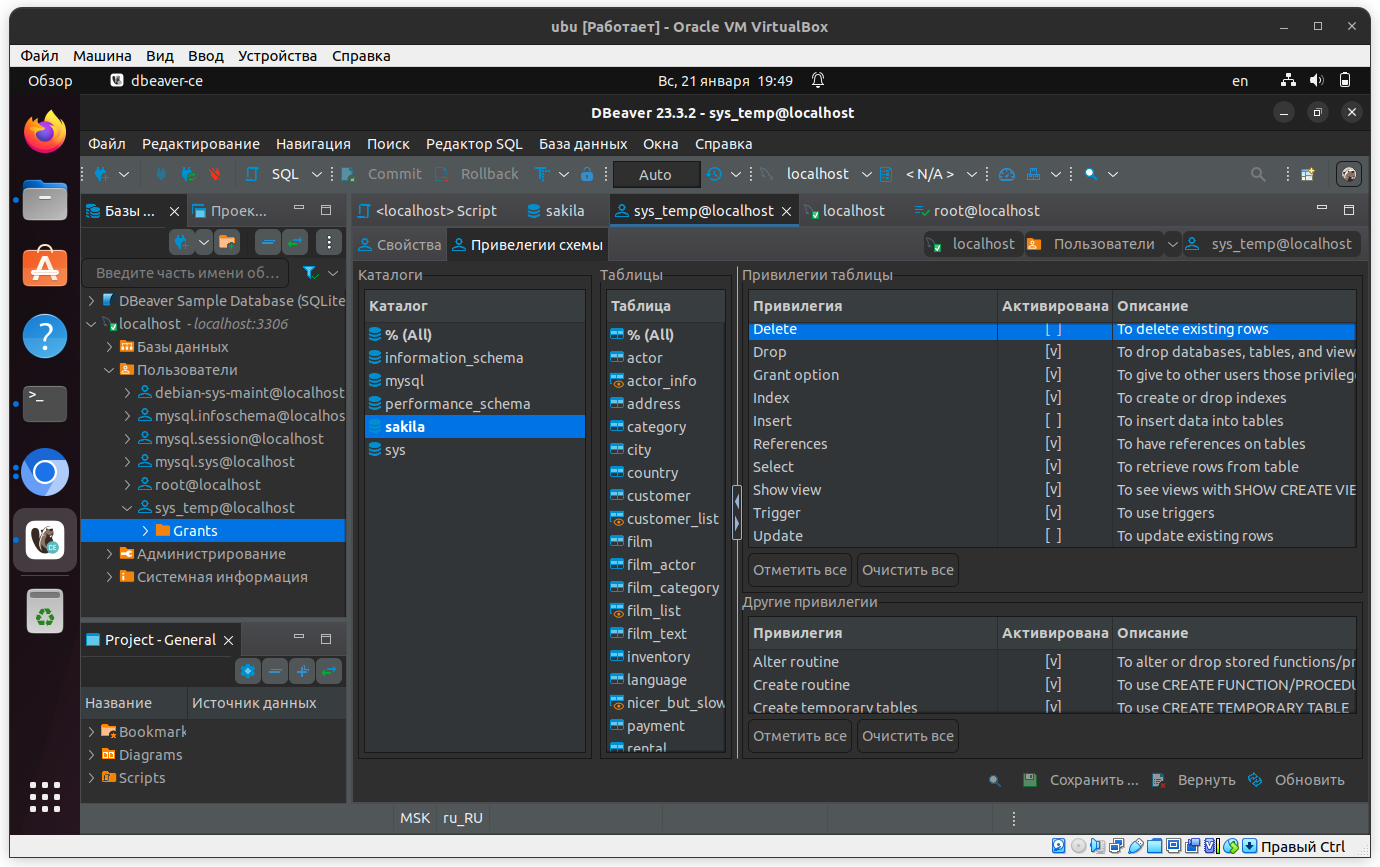 ubu [Работает] - Oracle VM VirtualBox
Файл Машина Вид Ввод Устройства Справка
Обзор dbeaver-ce Вс, 21 января 19:49 en
DBeaver 23.3.2 - sys_temp@localhost
Файл Редактирование Навигация Поиск Редактор SQL База данных Окна Справка
SQL Commit Rollback Auto localhost < N/A >
Базы ... Проек...
<localhost> Script sakila sys_temp@localhost localhost root@localhost
Свойства Привелегии схемы localhost Пользователи sys_temp@localhost
Введите часть имени об...
DBeaver Sample Database (SQLite
localhost - localhost:3306
Базы данных
Пользователи
debian-sys-maint@localhost
mysql.infoschema@localhos
mysql.session@localhost
mysql.sys@localhost
root@localhost
sys_temp@localhost
Grants
Администрирование
Системная информация
Project - General
Название Источник данных
Bookmark
Diagrams
Scripts
Каталоги
Каталог
% (All)
information_schema
mysql
performance_schema
sakila
sys
Таблицы
Таблица
% (All)
actor
actor_info
address
category
city
country
customer
customer_list
film
film_actor
film_category
film_list
film_text
inventory
language
nicer_but_slow
payment
rental
Привилегии таблицы
Привилегия Активирована Описание
Delete [ ] To delete existing rows
Drop [v] To drop databases, tables, and view
Grant option [v] To give to other users those privileg
Index [v] To create or drop indexes
Insert [ ] To insert data into tables
References [v] To have references on tables
Select [v] To retrieve rows from table
Show view [v] To see views with SHOW CREATE VIE
Trigger [v] To use triggers
Update [ ] To update existing rows
Отметить все Очистить все
Другие привилегии
Привилегия Активирована Описание
Alter routine [v] To alter or drop stored functions/pr
Create routine [v] To use CREATE FUNCTION/PROCEDU
Create temporary tables [v] To use CREATE TEMPORARY TABLE
Отметить все Очистить все
Сохранить ... Вернуть Обновить
MSK ru_RU
Правый Ctrl